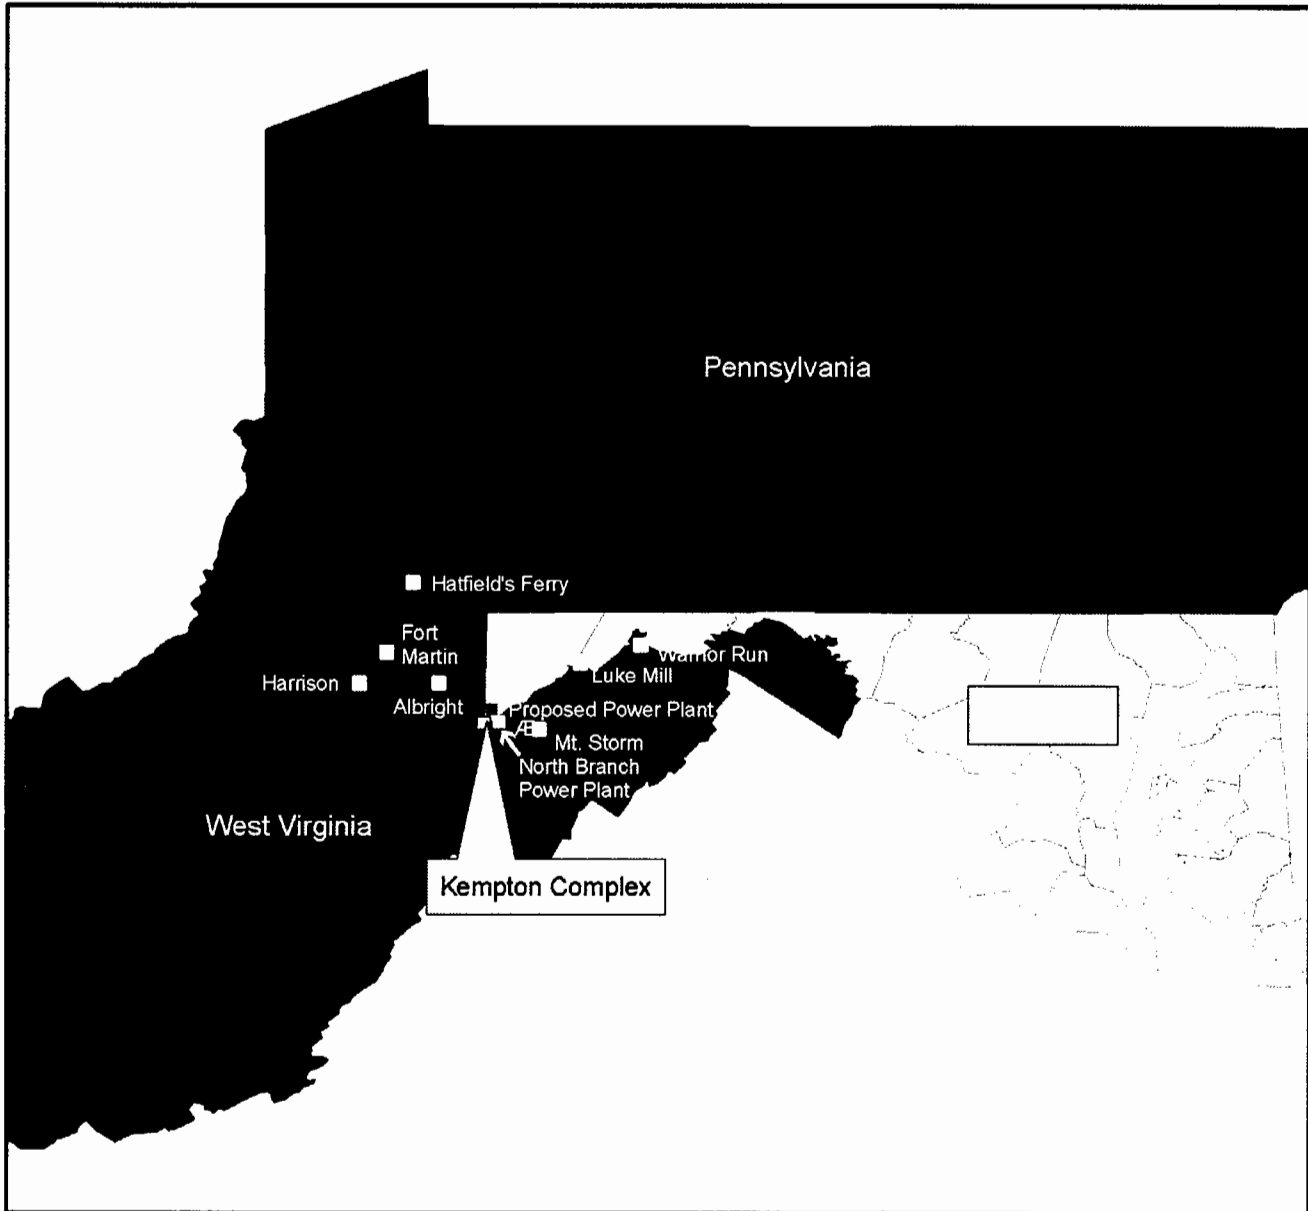 Pennsylvania
Hatfield's Ferry
Fort
Martin
Warrior Run
Luke Mill
Harrison
Albright
Proposed Power Plant
Æ
Mt. Storm
North Branch
Power Plant
West Virginia
Kempton Complex